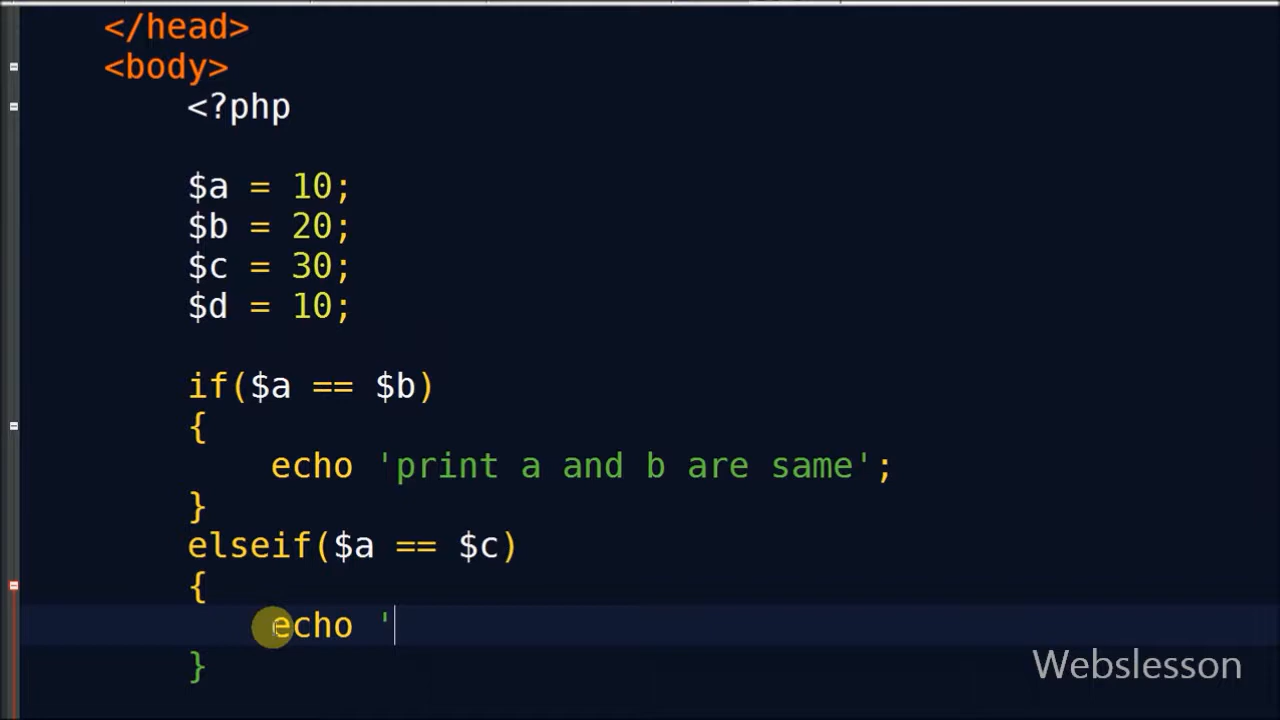 </head>
<body>
<?php
$a = 10;
$b = 20;
$c = 30;
$d = 10;
if($a == $b)
{
echo 'print a and b are same';
}
elseif($a == $c)
{
echo '
}
Webslesson